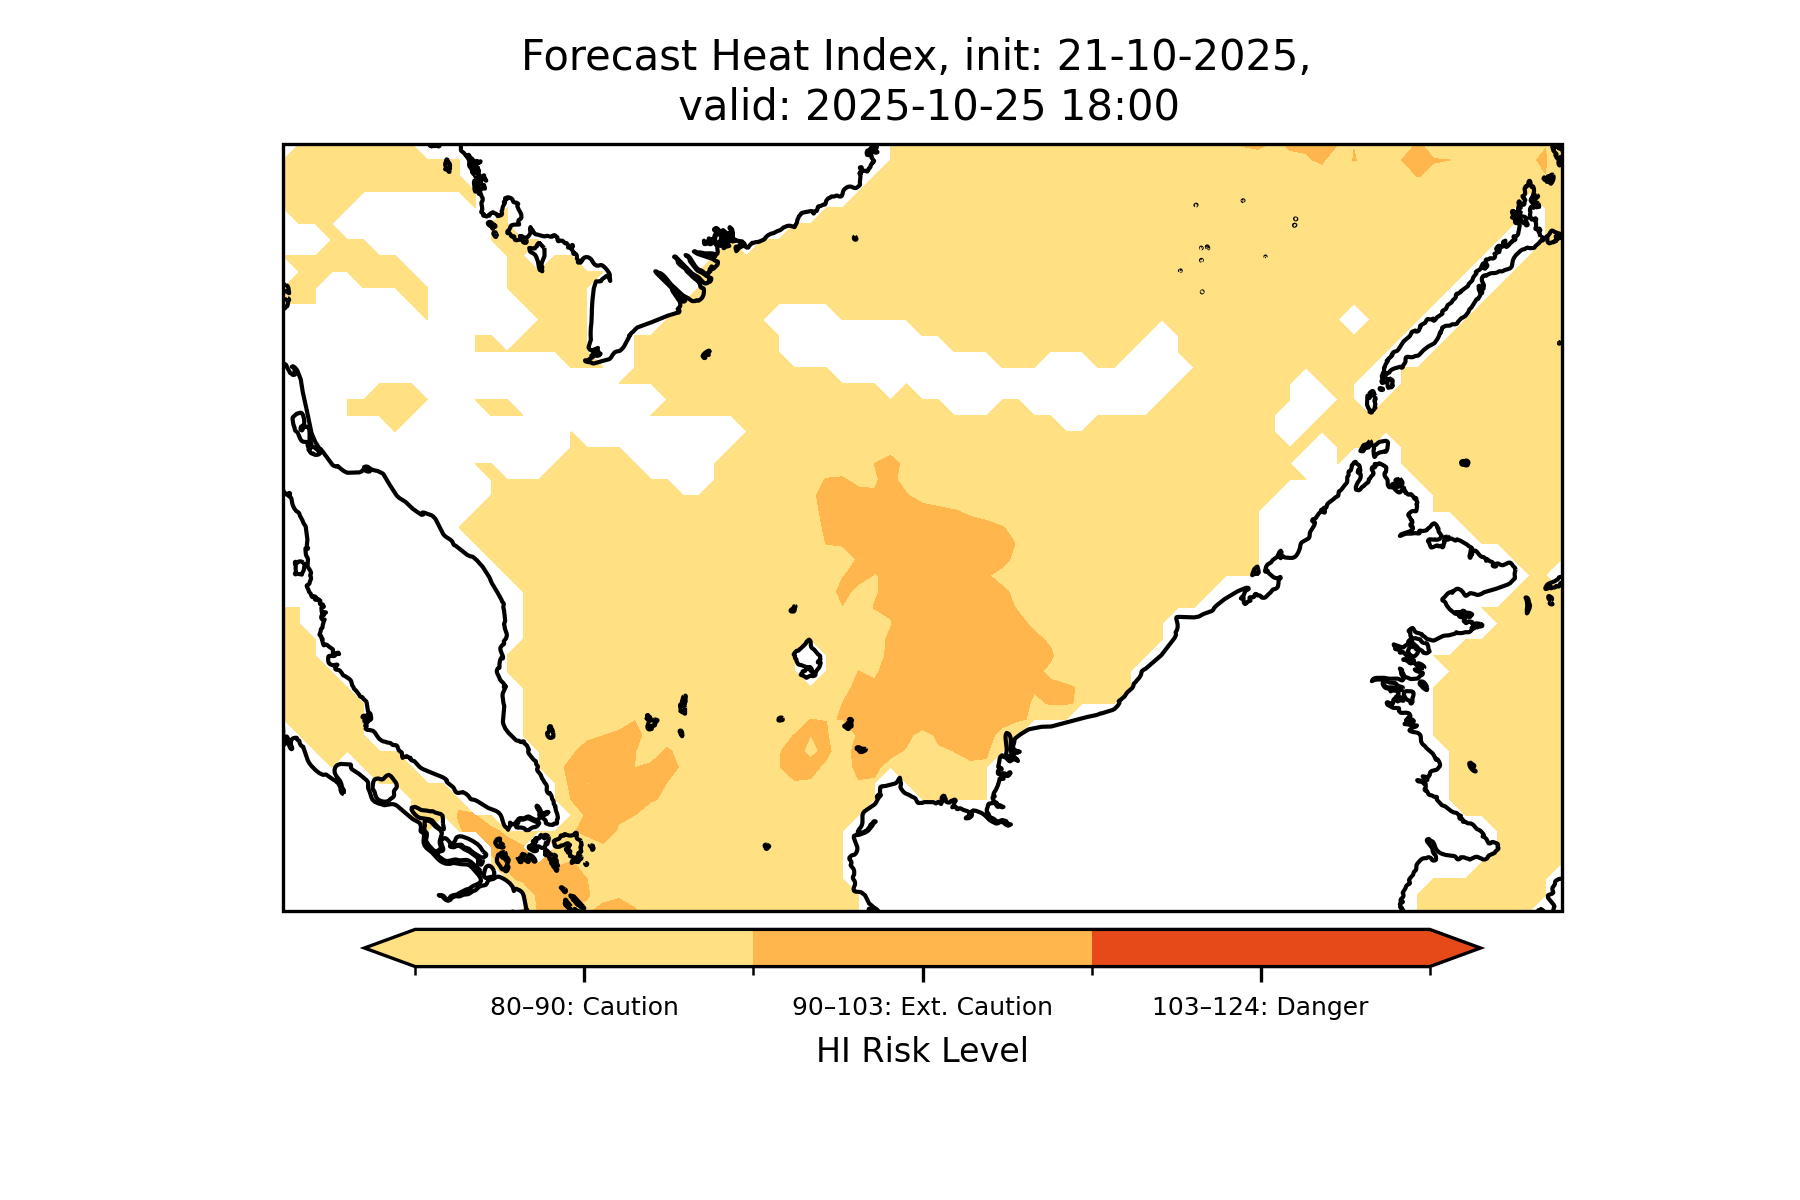 Forecast Heat Index, init: 21-10-2025,
valid: 2025-10-25 18:00
80–90: Caution
90–103: Ext. Caution
103–124: Danger
HI Risk Level